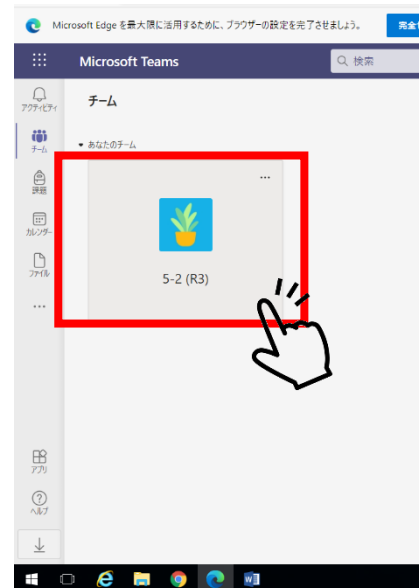 Microsoft Edge を最大限に活用するために、ブラウザーの設定を完了させましょう。
Microsoft Teams
検索
アクティビティ
チーム
チーム
あなたのチーム
課題
カレンダー
5-2 (R3)
ファイル
アプリ
ヘルプ